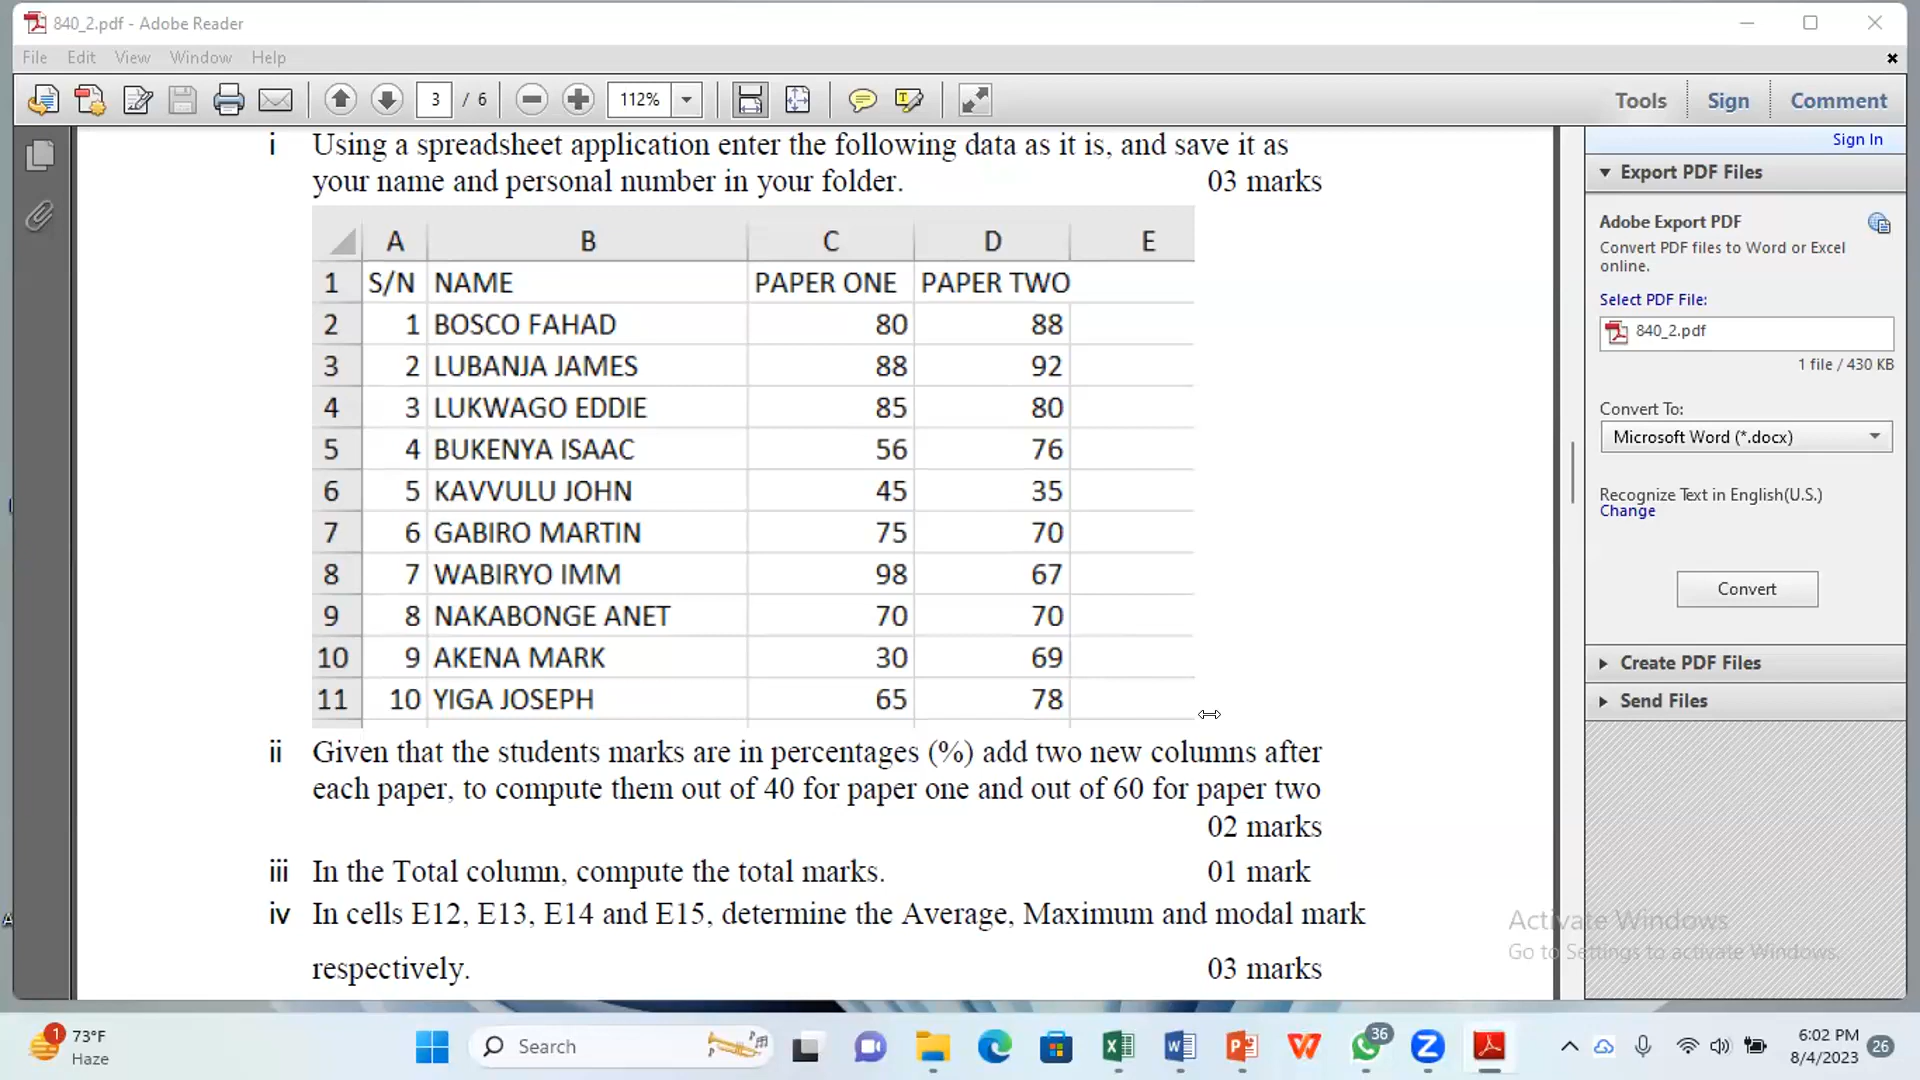 840_2.pdf - Adobe Reader
File Edit View Window Help
3 / 6 112% Tools Sign Comment
Sign In
i Using a spreadsheet application enter the following data as it is, and save it as
your name and personal number in your folder. 03 marks
A B C D E
1 S/N NAME PAPER ONE PAPER TWO
2 1 BOSCO FAHAD 80 88
3 2 LUBANJA JAMES 88 92
4 3 LUKWAGO EDDIE 85 80
5 4 BUKENYA ISAAC 56 76
6 5 KAVVULU JOHN 45 35
7 6 GABIRO MARTIN 75 70
8 7 WABIRYO IMM 98 67
9 8 NAKABONGE ANET 70 70
10 9 AKENA MARK 30 69
11 10 YIGA JOSEPH 65 78
ii Given that the students marks are in percentages (%) add two new columns after
each paper, to compute them out of 40 for paper one and out of 60 for paper two
02 marks
iii In the Total column, compute the total marks. 01 mark
iv In cells E12, E13, E14 and E15, determine the Average, Maximum and modal mark
respectively. 03 marks
Export PDF Files
Adobe Export PDF
Convert PDF files to Word or Excel
online.
Select PDF File:
840_2.pdf
1 file / 430 KB
Convert To:
Microsoft Word (*.docx)
Recognize Text in English(U.S.)
Change
Convert
Create PDF Files
Send Files
Activate Windows
Go to Settings to activate Windows.
1 73°F
Haze
Search
36
6:02 PM
8/4/2023
26